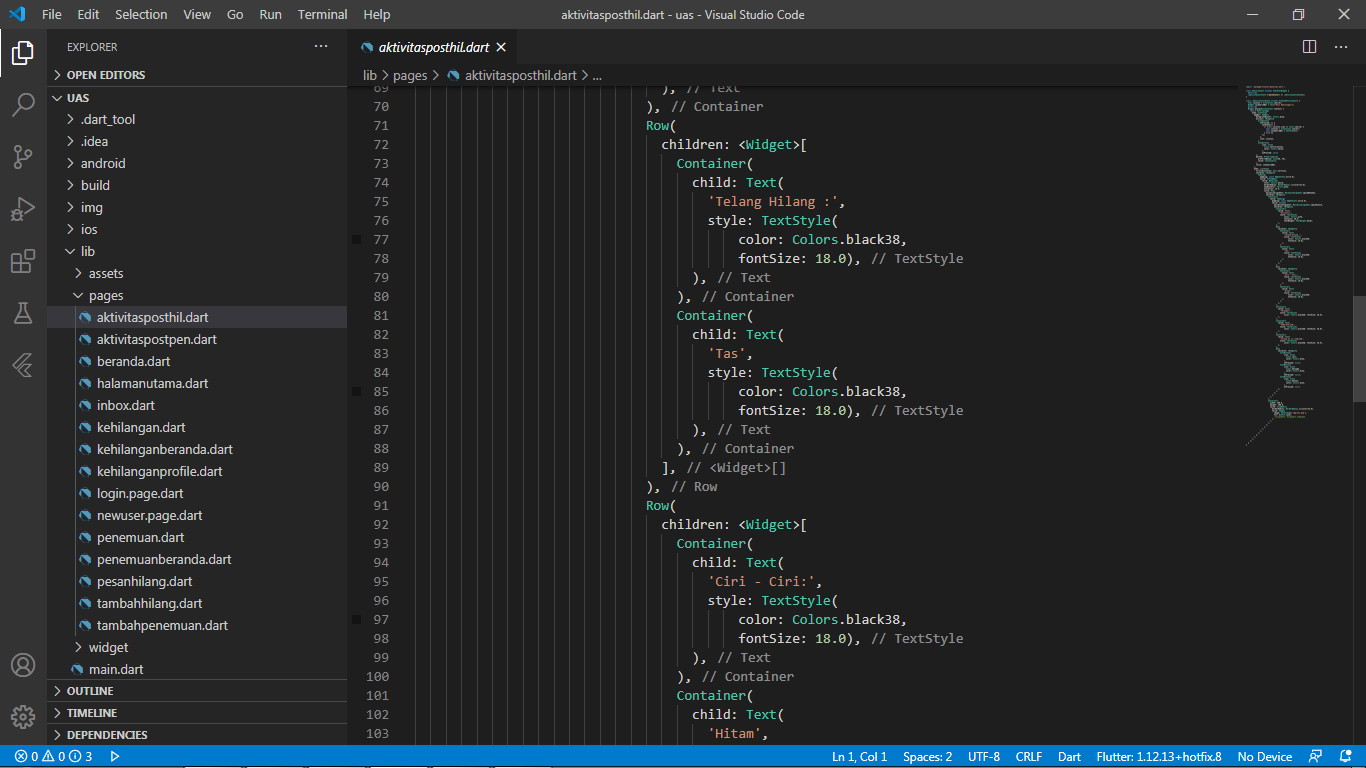 File Edit Selection View Go Run Terminal Help
aktivitasposthil.dart - uas - Visual Studio Code
EXPLORER
OPEN EDITORS
UAS
.dart_tool
.idea
android
build
img
ios
lib
assets
pages
aktivitasposthil.dart
aktivitaspostpen.dart
beranda.dart
halamanutama.dart
inbox.dart
kehilangan.dart
kehilanganberanda.dart
kehilanganprofile.dart
login.page.dart
newuser.page.dart
penemuan.dart
penemuanberanda.dart
pesanhilang.dart
tambahhilang.dart
tambahpenemuan.dart
widget
main.dart
OUTLINE
TIMELINE
DEPENDENCIES
aktivitasposthil.dart
lib > pages > aktivitasposthil.dart > ...
69 ), // Text
70 ), // Container
71 Row(
72 children: <Widget>[
73 Container(
74 child: Text(
75 'Telang Hilang :',
76 style: TextStyle(
77 color: Colors.black38,
78 fontSize: 18.0), // TextStyle
79 ), // Text
80 ), // Container
81 Container(
82 child: Text(
83 'Tas',
84 style: TextStyle(
85 color: Colors.black38,
86 fontSize: 18.0), // TextStyle
87 ), // Text
88 ), // Container
89 ], // <Widget>[]
90 ), // Row
91 Row(
92 children: <Widget>[
93 Container(
94 child: Text(
95 'Ciri - Ciri:',
96 style: TextStyle(
97 color: Colors.black38,
98 fontSize: 18.0), // TextStyle
99 ), // Text
100 ), // Container
101 Container(
102 child: Text(
103 'Hitam',
0 0 3
Ln 1, Col 1 Spaces: 2 UTF-8 CRLF Dart Flutter: 1.12.13+hotfix.8 No Device